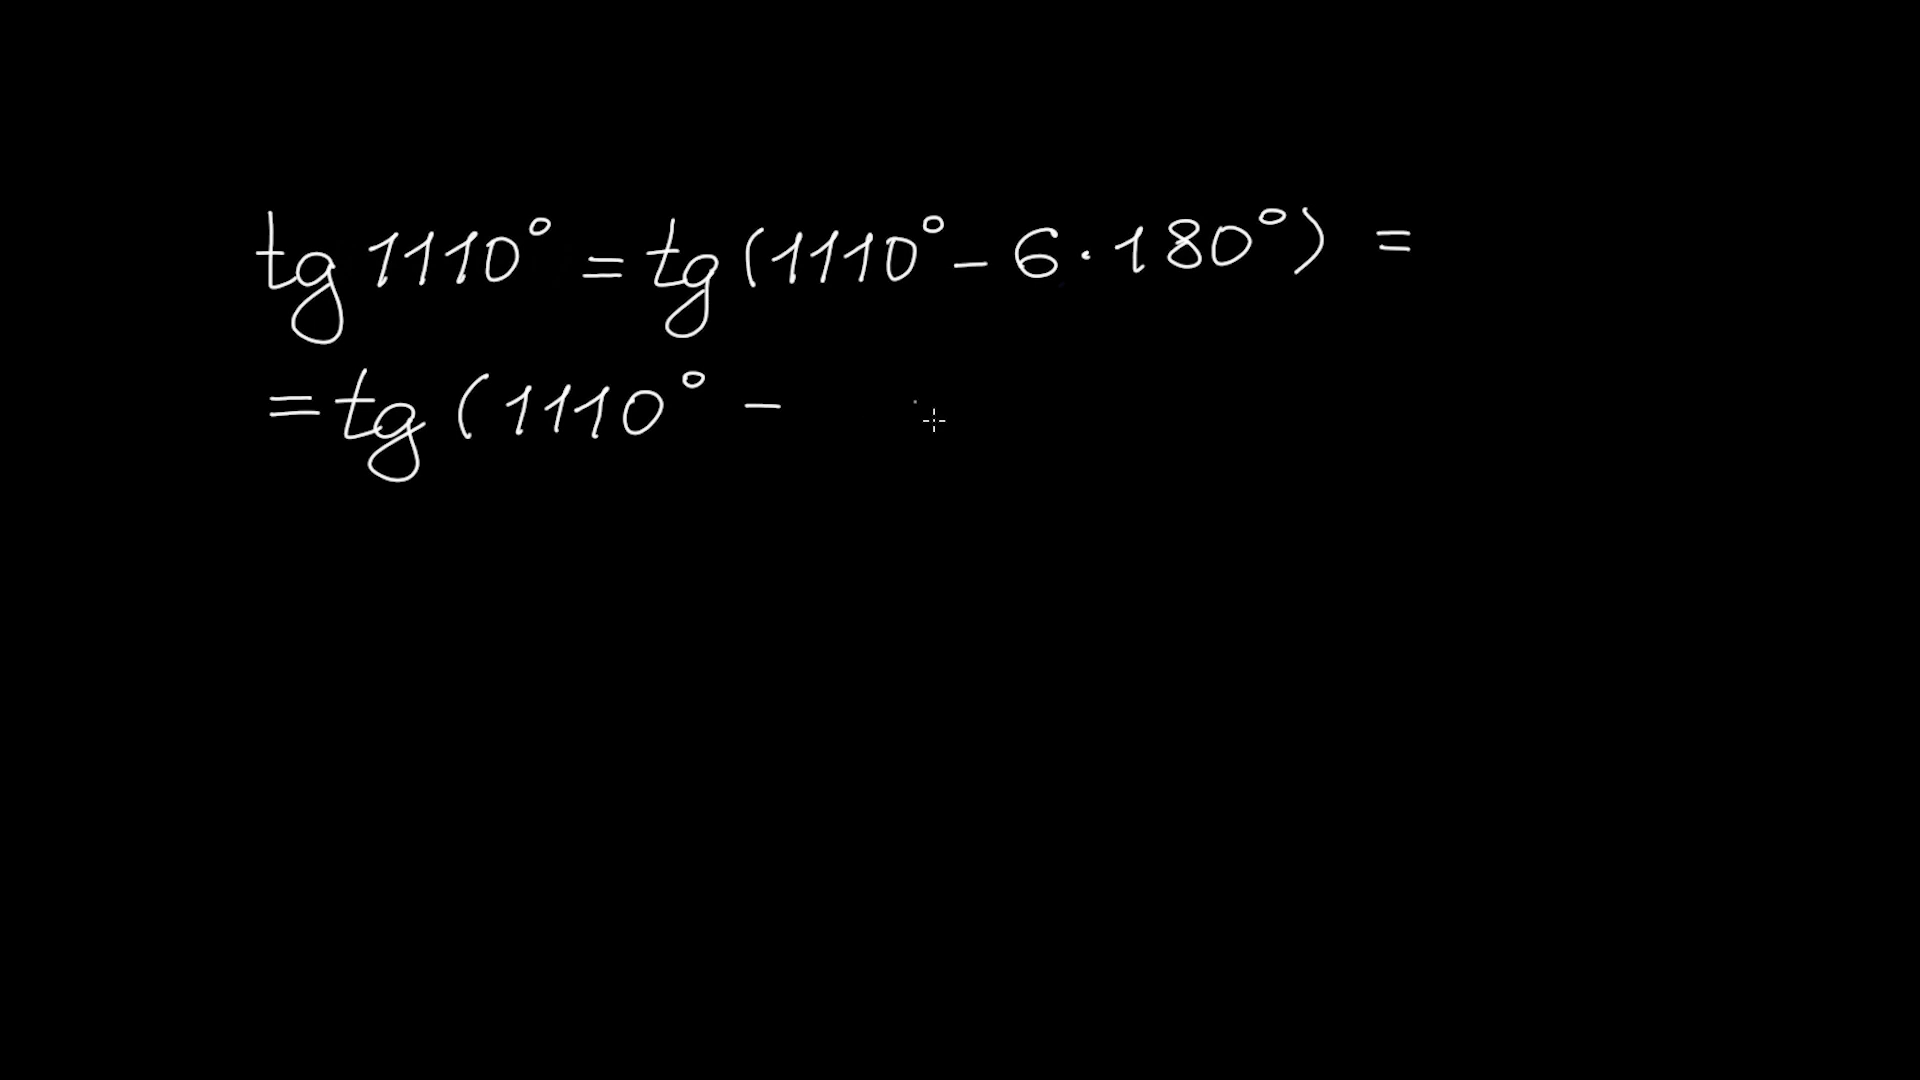 tg 1110° = tg (1110° - 6 · 180°) =
= tg (1110° -